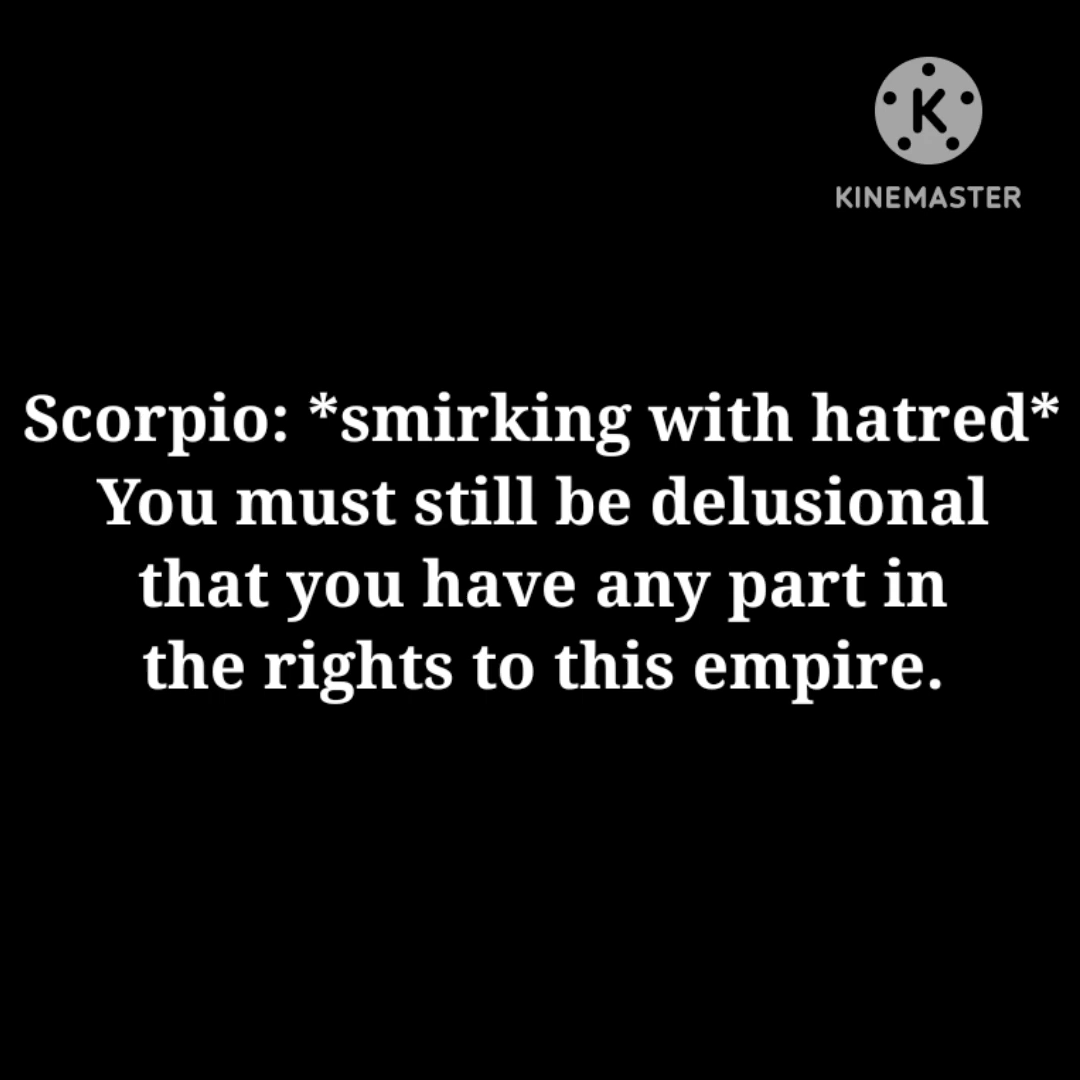 K
KINEMASTER
Scorpio: *smirking with hatred*
You must still be delusional
that you have any part in
the rights to this empire.